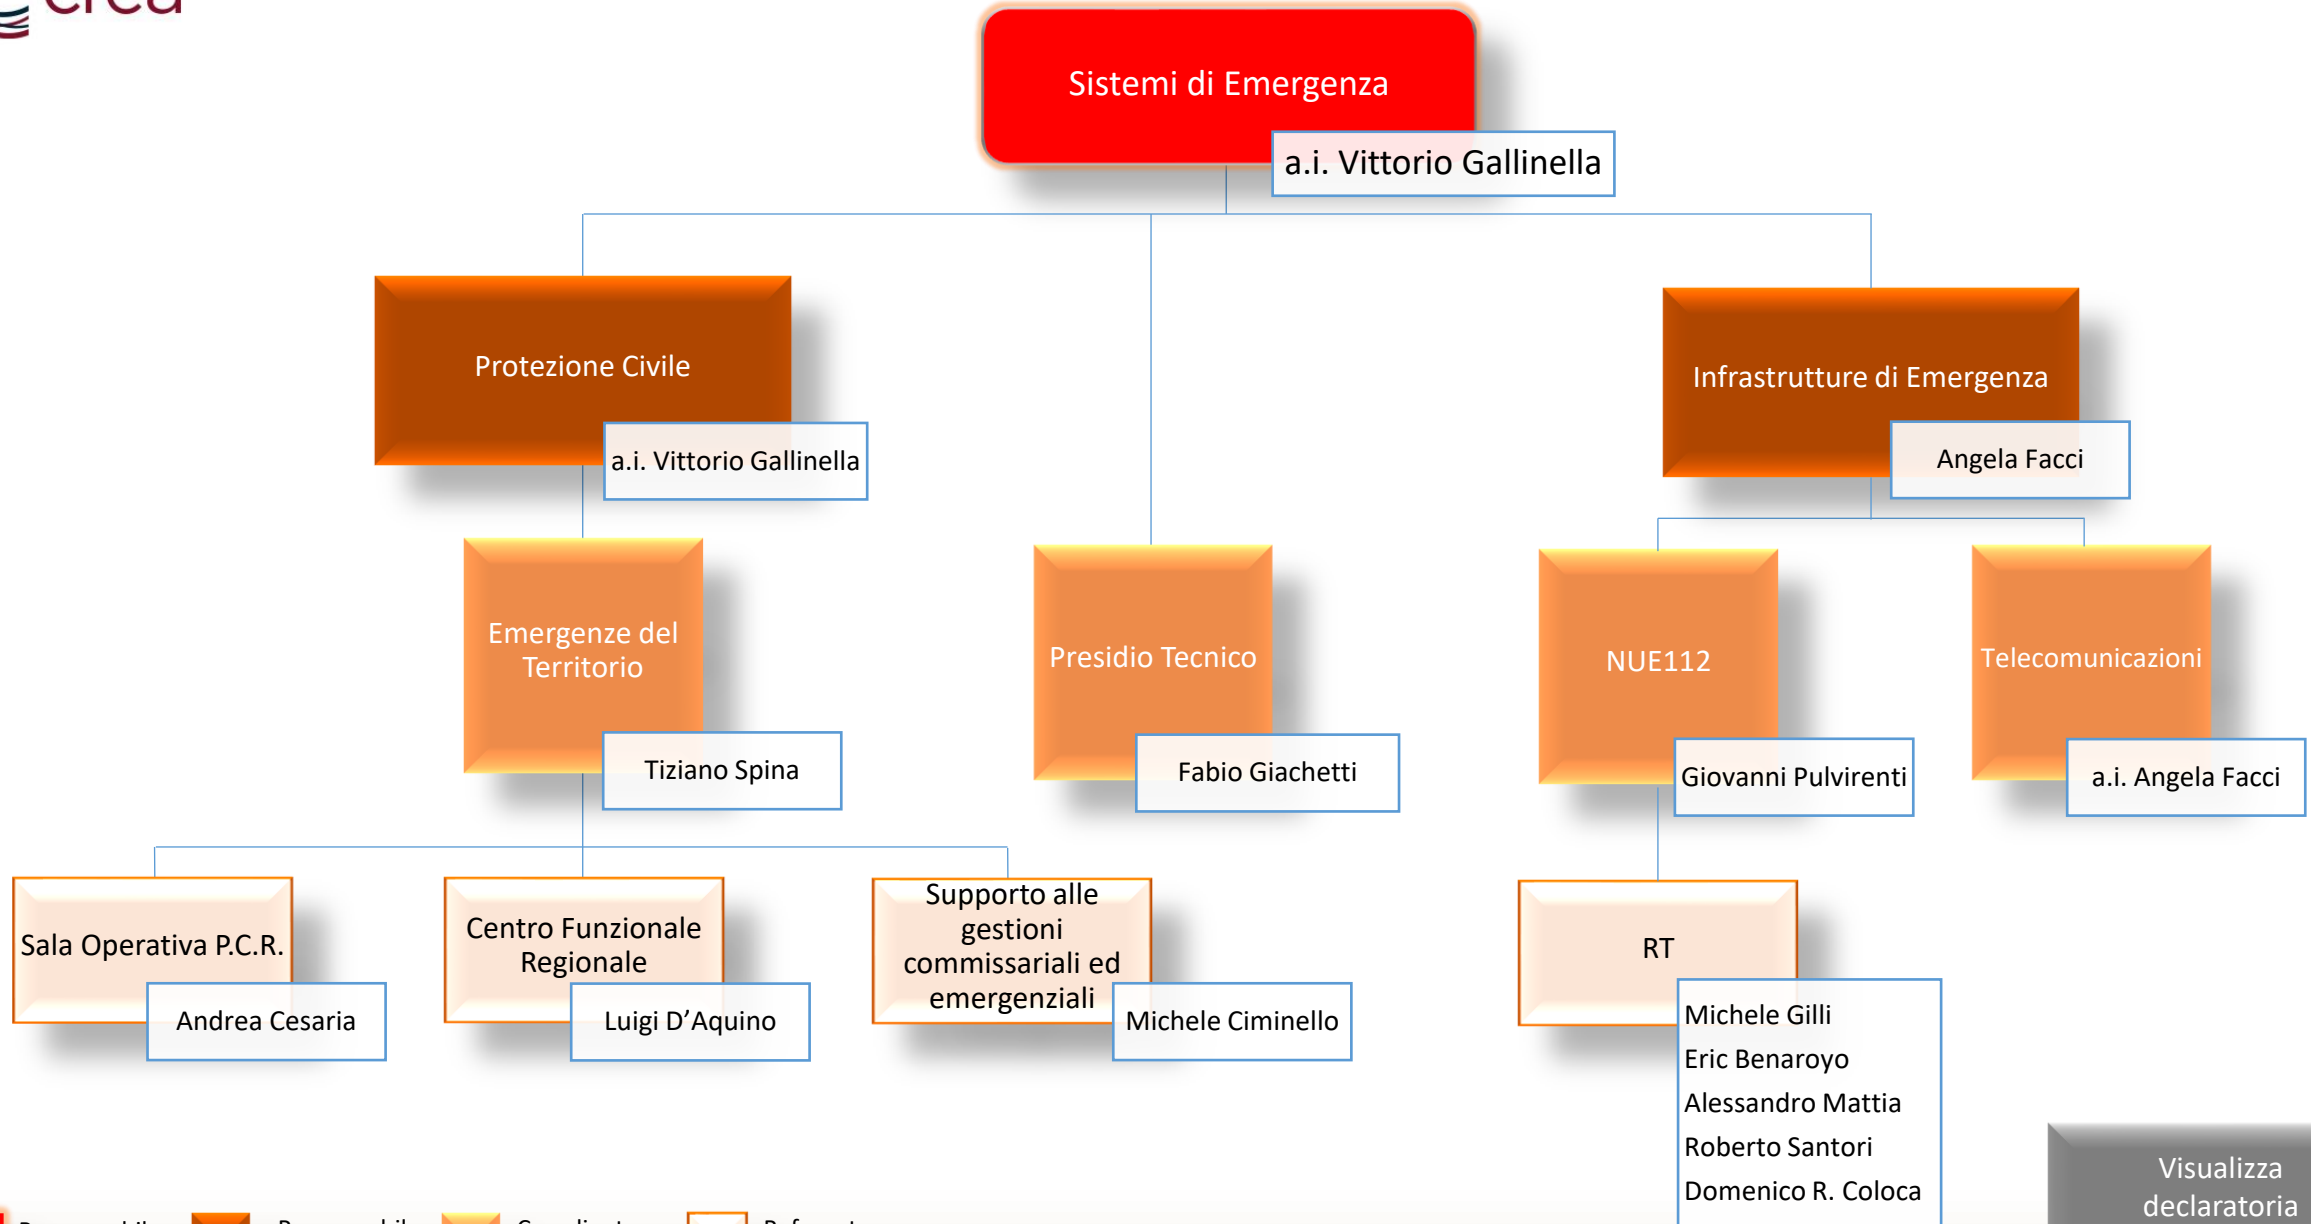 crea
Sistemi di Emergenza
a.i. Vittorio Gallinella
Protezione Civile
a.i. Vittorio Gallinella
Infrastrutture di Emergenza
Angela Facci
Emergenze del
Territorio
Tiziano Spina
Presidio Tecnico
Fabio Giachetti
NUE112
Giovanni Pulvirenti
Telecomunicazioni
a.i. Angela Facci
Sala Operativa P.C.R.
Andrea Cesaria
Centro Funzionale
Regionale
Luigi D'Aquino
Supporto alle
gestioni
commissariali ed
emergenziali
Michele Ciminello
RT
Michele Gilli
Eric Benaroyo
Alessandro Mattia
Roberto Santori
Domenico R. Coloca
Visualizza
declaratoria